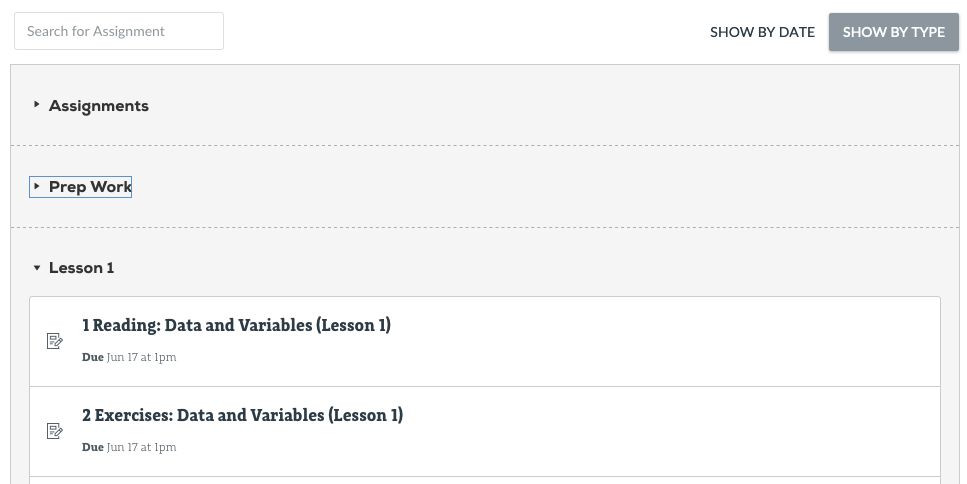 Search for Assignment
SHOW BY DATE
SHOW BY TYPE
Assignments
Prep Work
Lesson 1
1 Reading: Data and Variables (Lesson 1)
Due Jun 17 at 1pm
2 Exercises: Data and Variables (Lesson 1)
Due Jun 17 at 1pm